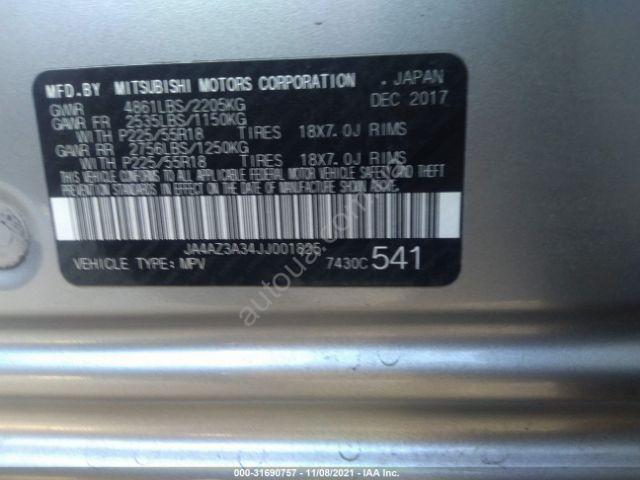 MFD.BY MITSUBISHI MOTORS CORPORATION . JAPAN
GVWR 4861LBS/2205KG DEC 2017
GAWR FR 2535LBS/1150KG
WITH P225/55R18 TIRES 18X7.0J RIMS
GAWR RR 2756LBS/1250KG
WITH P225/55R18 TIRES 18X7.0J RIMS
THIS VEHICLE CONFORMS TO ALL APPLICABLE FEDERAL MOTOR VEHICLE SAFETY AND THEFT
PREVENTION STANDARDS IN EFFECT ON THE DATE OF MANUFACTURE SHOWN ABOVE.
JA4AZ3A34JJ001825
VEHICLE TYPE: MPV 7430C 541
autoua.com
000-31690757 - 11/08/2021 - IAA Inc.